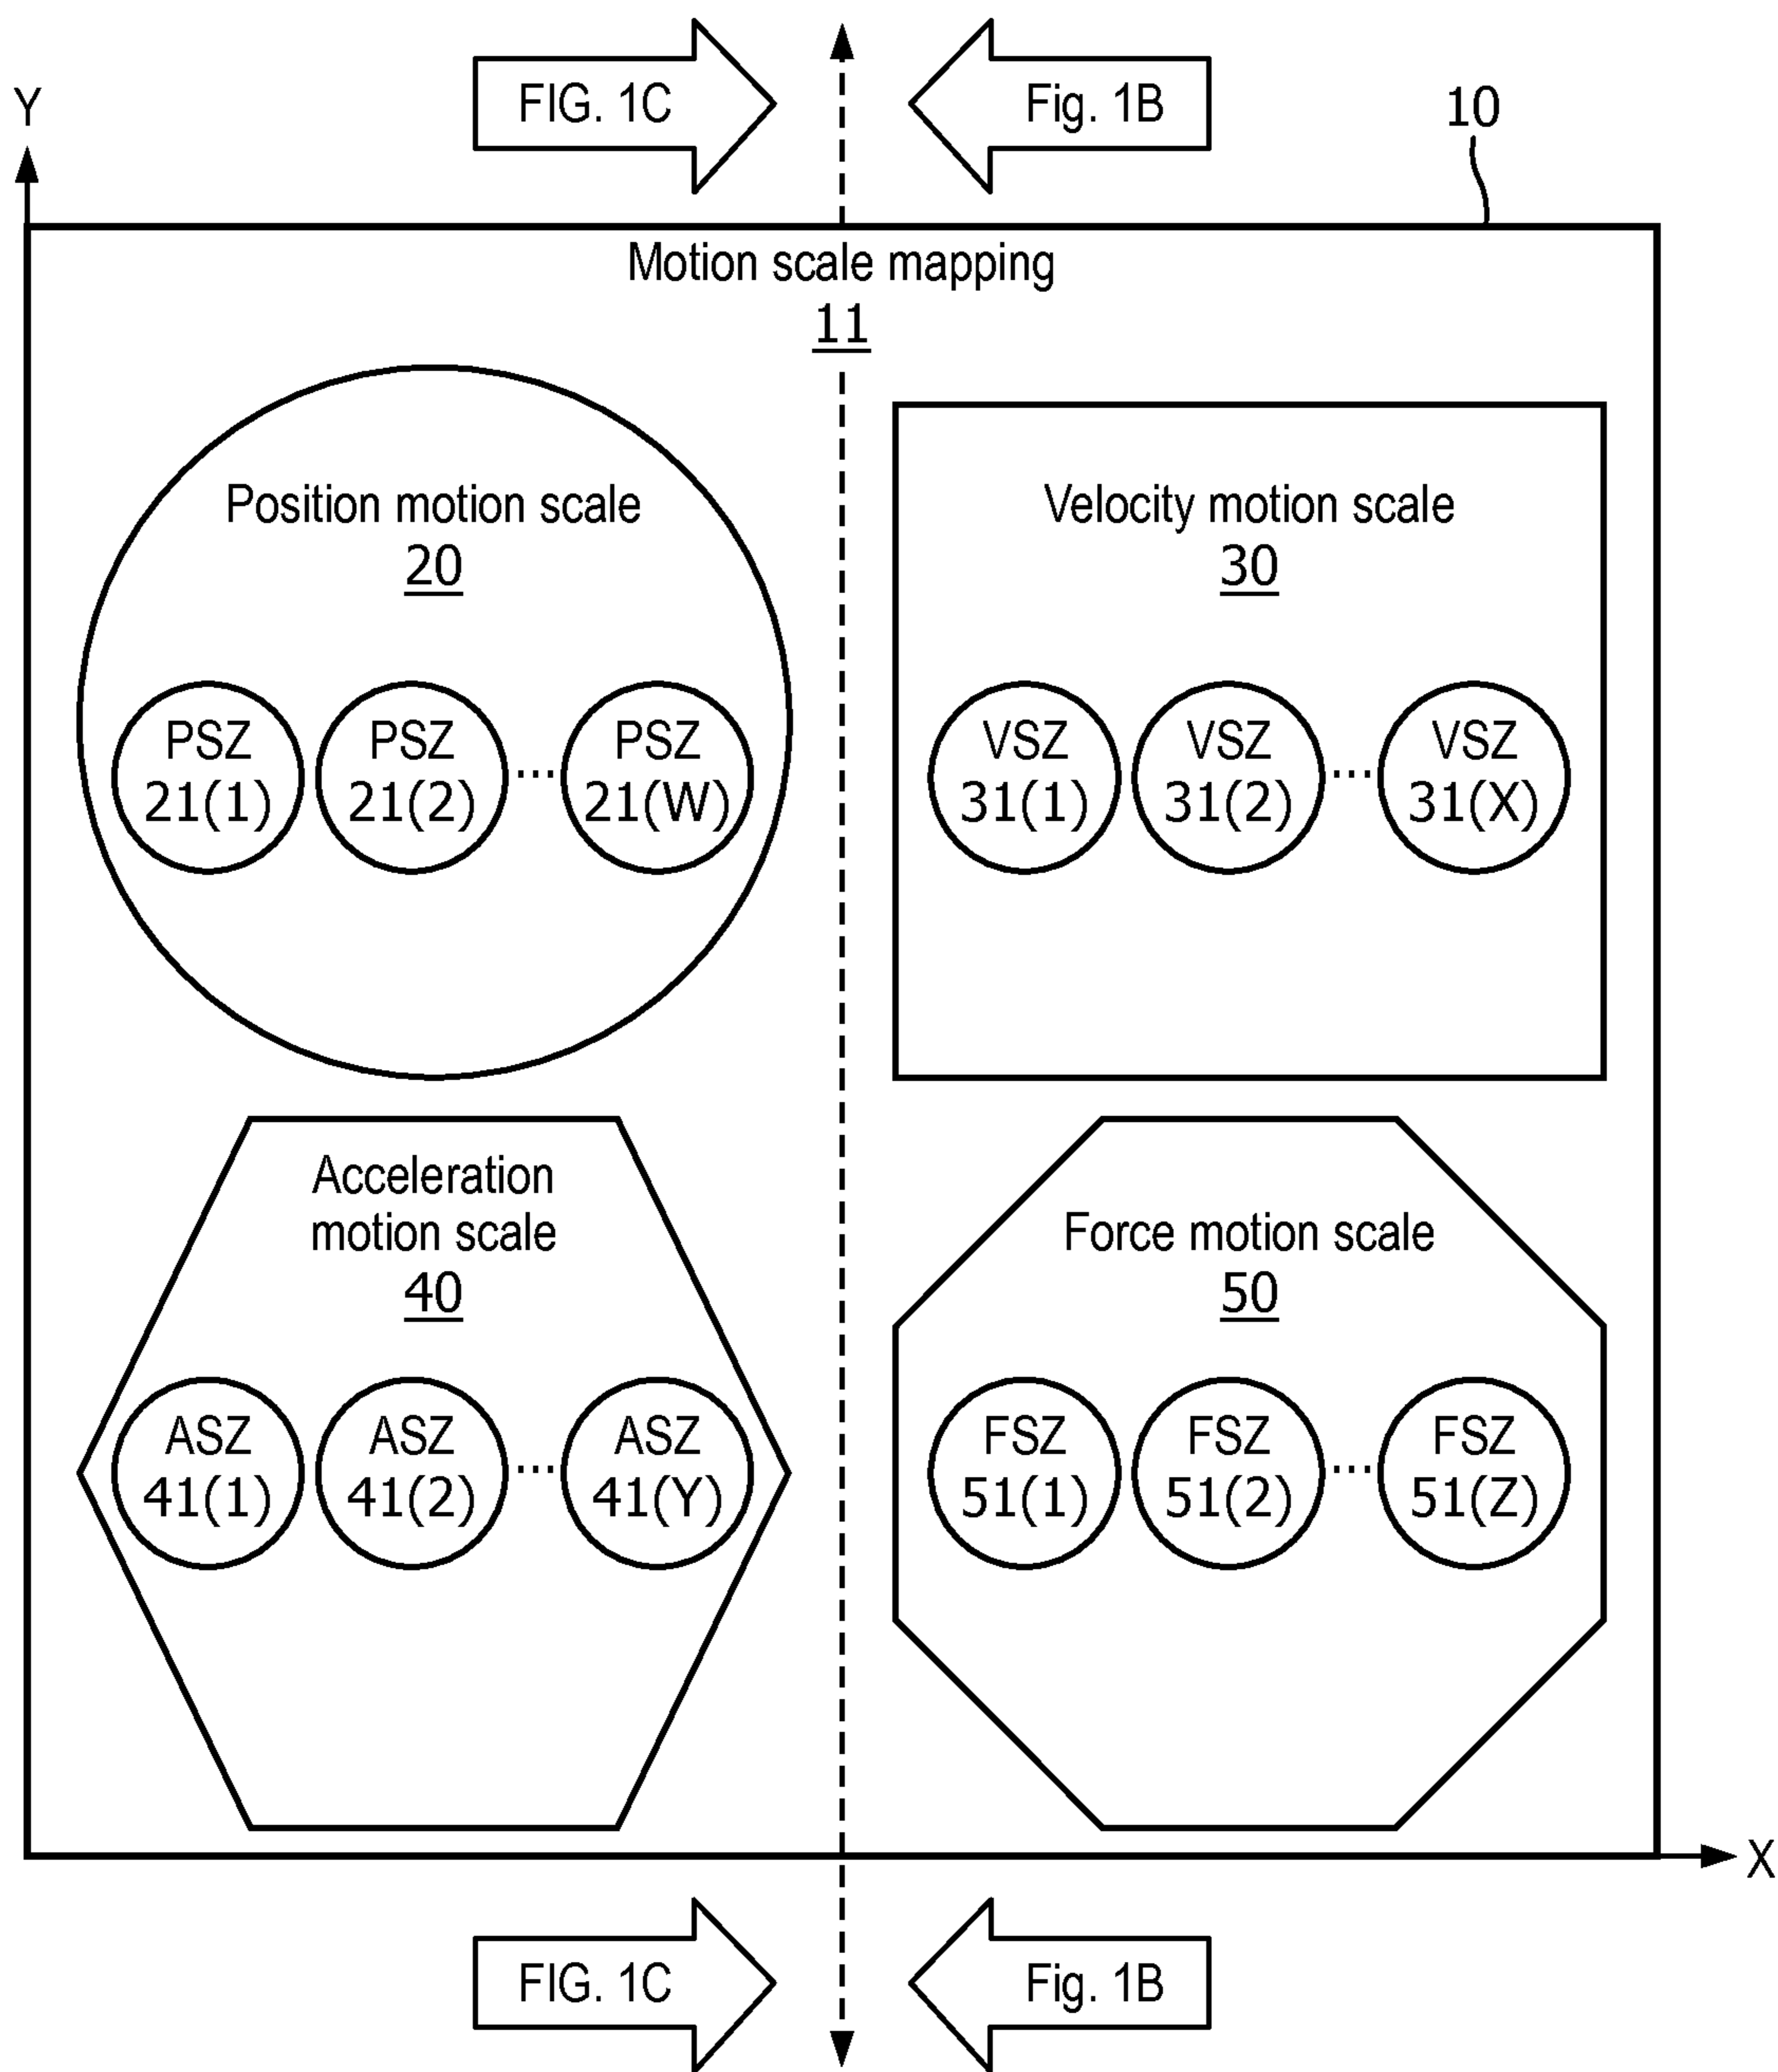 FIG. 1C
Fig. 1B
Y
10
Motion scale mapping
11
Position motion scale
20
PSZ
21(1)
PSZ
21(2)
...
PSZ
21(W)
Velocity motion scale
30
VSZ
31(1)
VSZ
31(2)
...
VSZ
31(X)
Acceleration
motion scale
40
ASZ
41(1)
ASZ
41(2)
...
ASZ
41(Y)
Force motion scale
50
FSZ
51(1)
FSZ
51(2)
...
FSZ
51(Z)
X
FIG. 1C
Fig. 1B